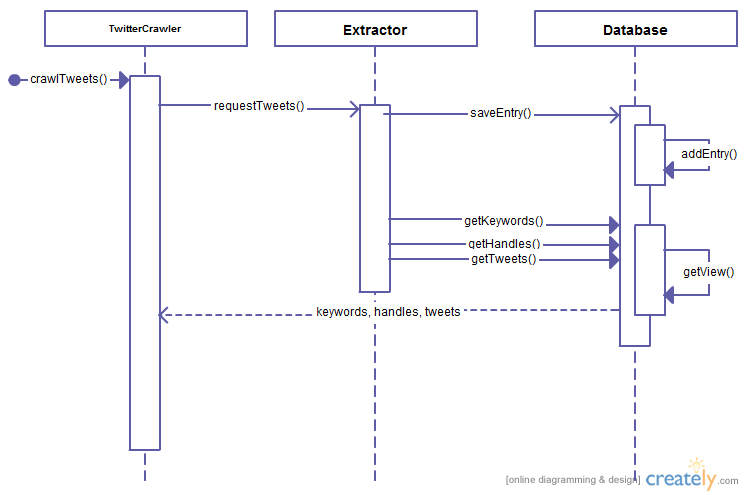 TwitterCrawler
Extractor
Database
crawlTweets()
requestTweets()
saveEntry()
addEntry()
getKeywords()
getHandles()
getTweets()
getView()
keywords, handles, tweets
[online diagramming & design] creately.com